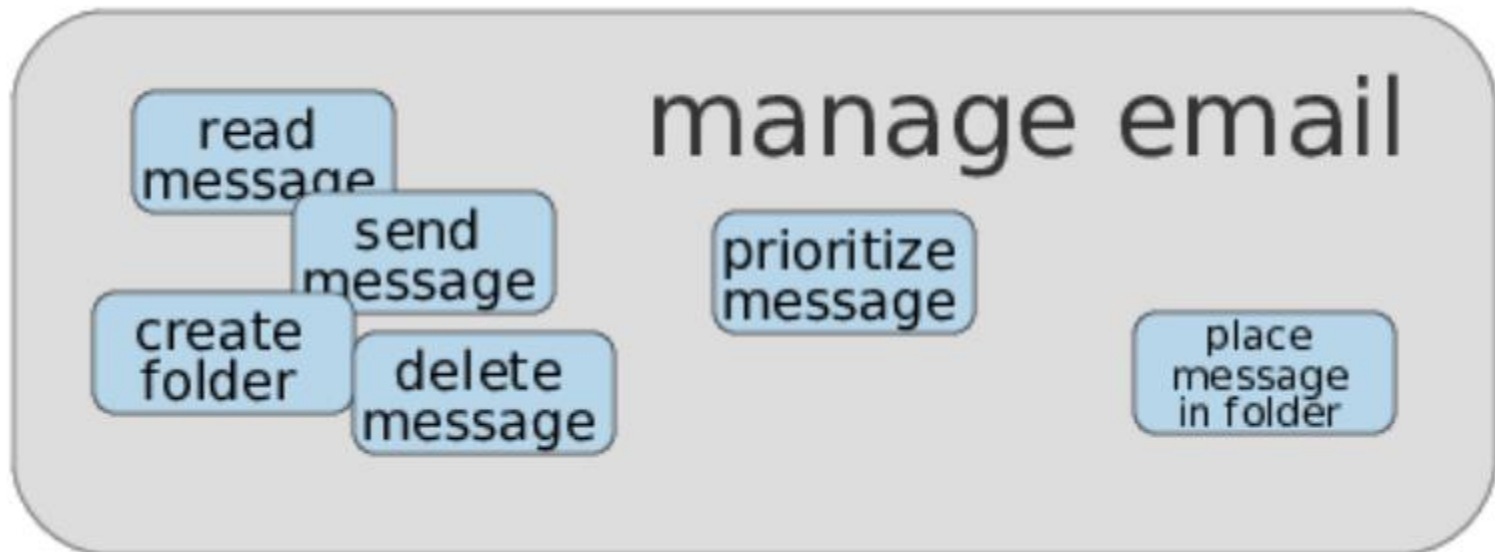 manage email
read
message
send
message
prioritize
message
create
folder
delete
message
place
message
in folder